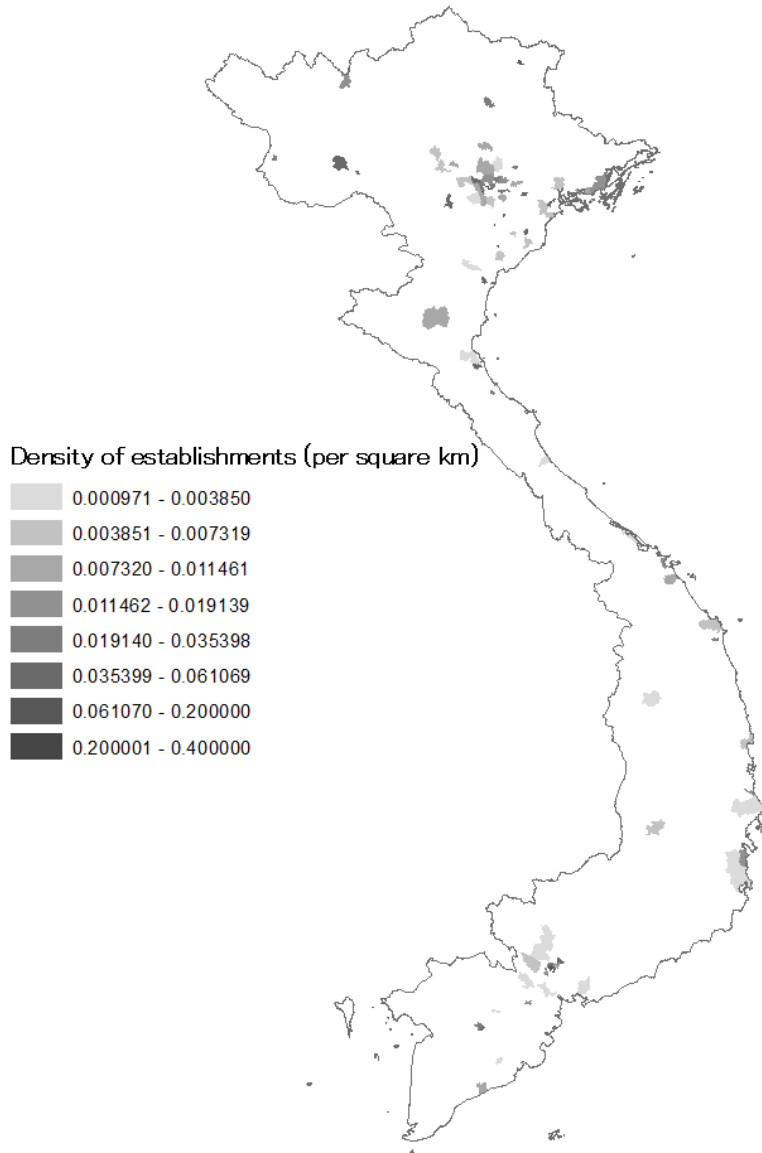 Density of establishments (per square km)
0.000971 - 0.003850
0.003851 - 0.007319
0.007320 - 0.011461
0.011462 - 0.019139
0.019140 - 0.035398
0.035399 - 0.061069
0.061070 - 0.200000
0.200001 - 0.400000